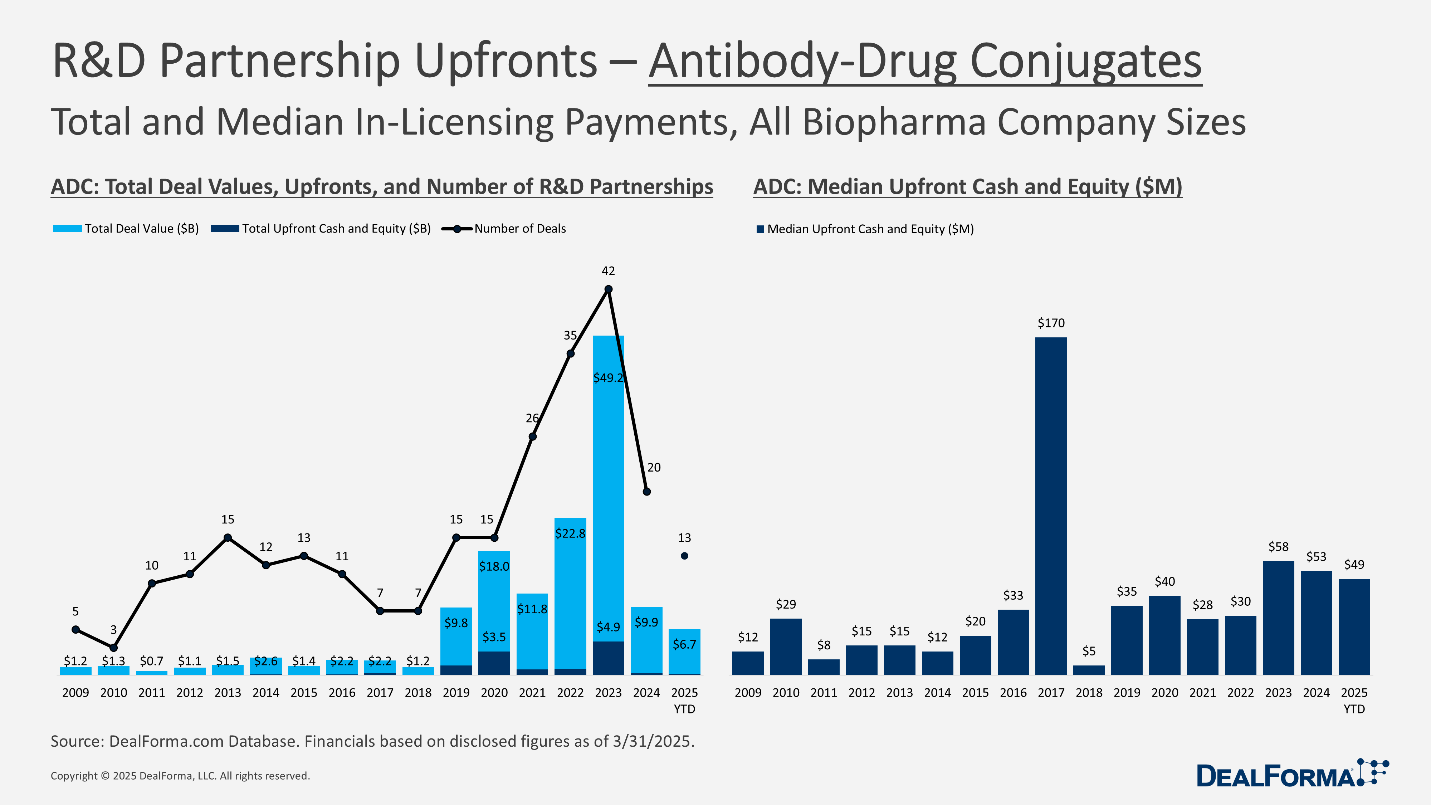 R&D Partnership Upfronts – Antibody-Drug Conjugates
Total and Median In-Licensing Payments, All Biopharma Company Sizes
ADC: Total Deal Values, Upfronts, and Number of R&D Partnerships
Total Deal Value ($B) Total Upfront Cash and Equity ($B) Number of Deals
42
35
26
20
15 15 15
13 13
12
11 11
10
7 7
5
3
$49.2
$22.8
$18.0
$11.8
$9.8 $3.5 $4.9 $9.9
$6.7
$1.2 $1.3 $0.7 $1.1 $1.5 $2.6 $1.4 $2.2 $2.2 $1.2
2009 2010 2011 2012 2013 2014 2015 2016 2017 2018 2019 2020 2021 2022 2023 2024 2025
YTD
ADC: Median Upfront Cash and Equity ($M)
Median Upfront Cash and Equity ($M)
$12 $29 $8 $15 $15 $12 $20 $33 $170 $5 $35 $40 $28 $30 $58 $53 $49
2009 2010 2011 2012 2013 2014 2015 2016 2017 2018 2019 2020 2021 2022 2023 2024 2025
YTD
Source: DealForma.com Database. Financials based on disclosed figures as of 3/31/2025.
Copyright © 2025 DealForma, LLC. All rights reserved.
DEALFORMA